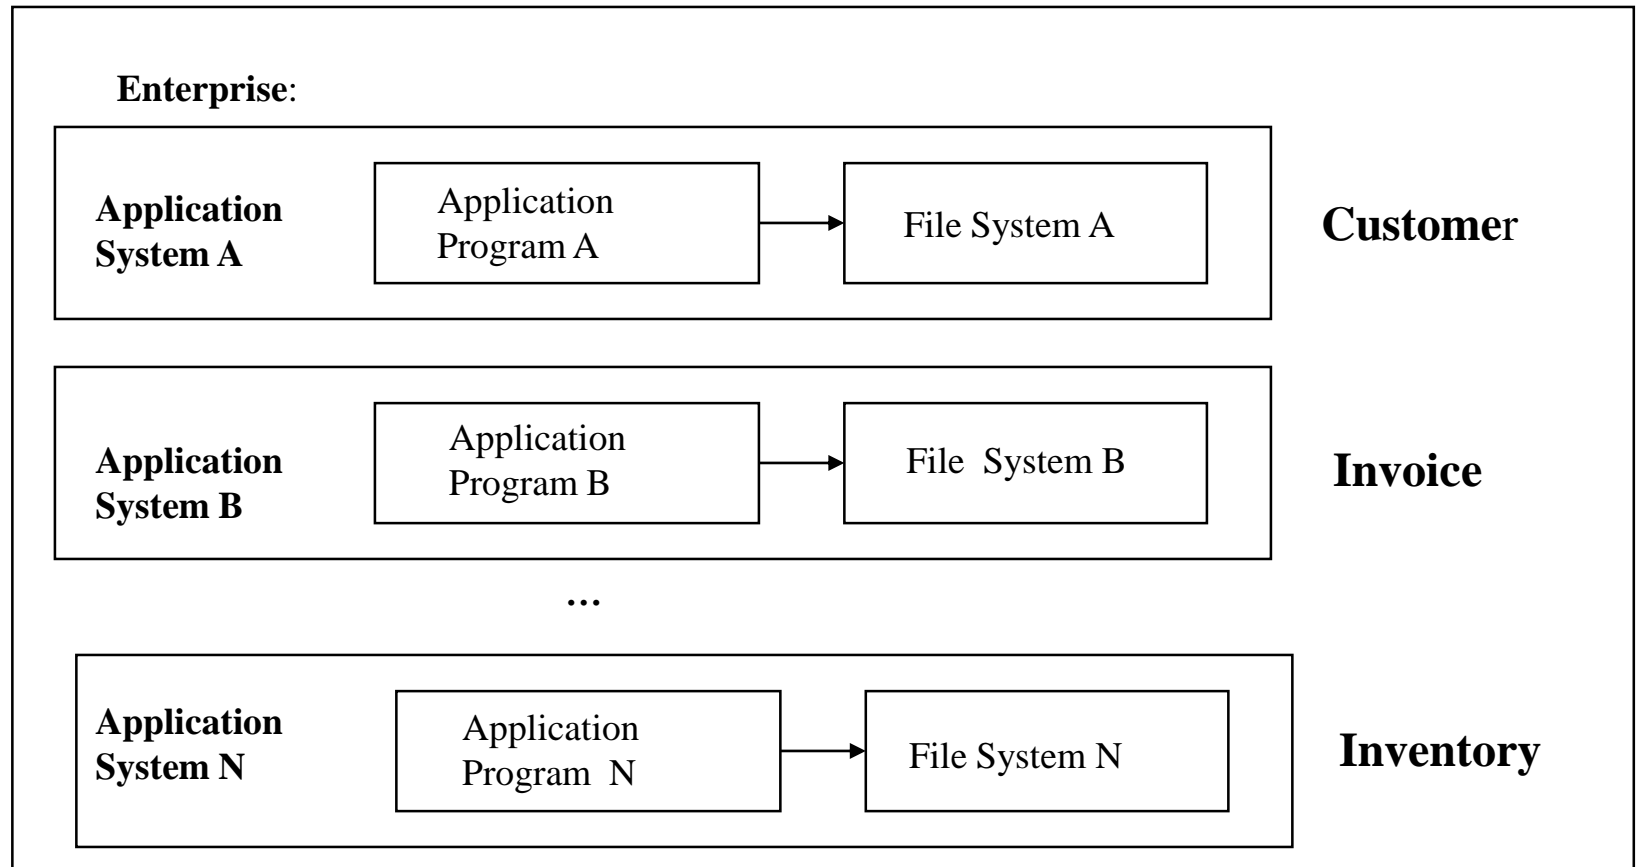 Enterprise:
Application
System A
Application
Program A
File System A
Customer
Application
System B
Application
Program B
File System B
Invoice
...
Application
System N
Application
Program N
File System N
Inventory